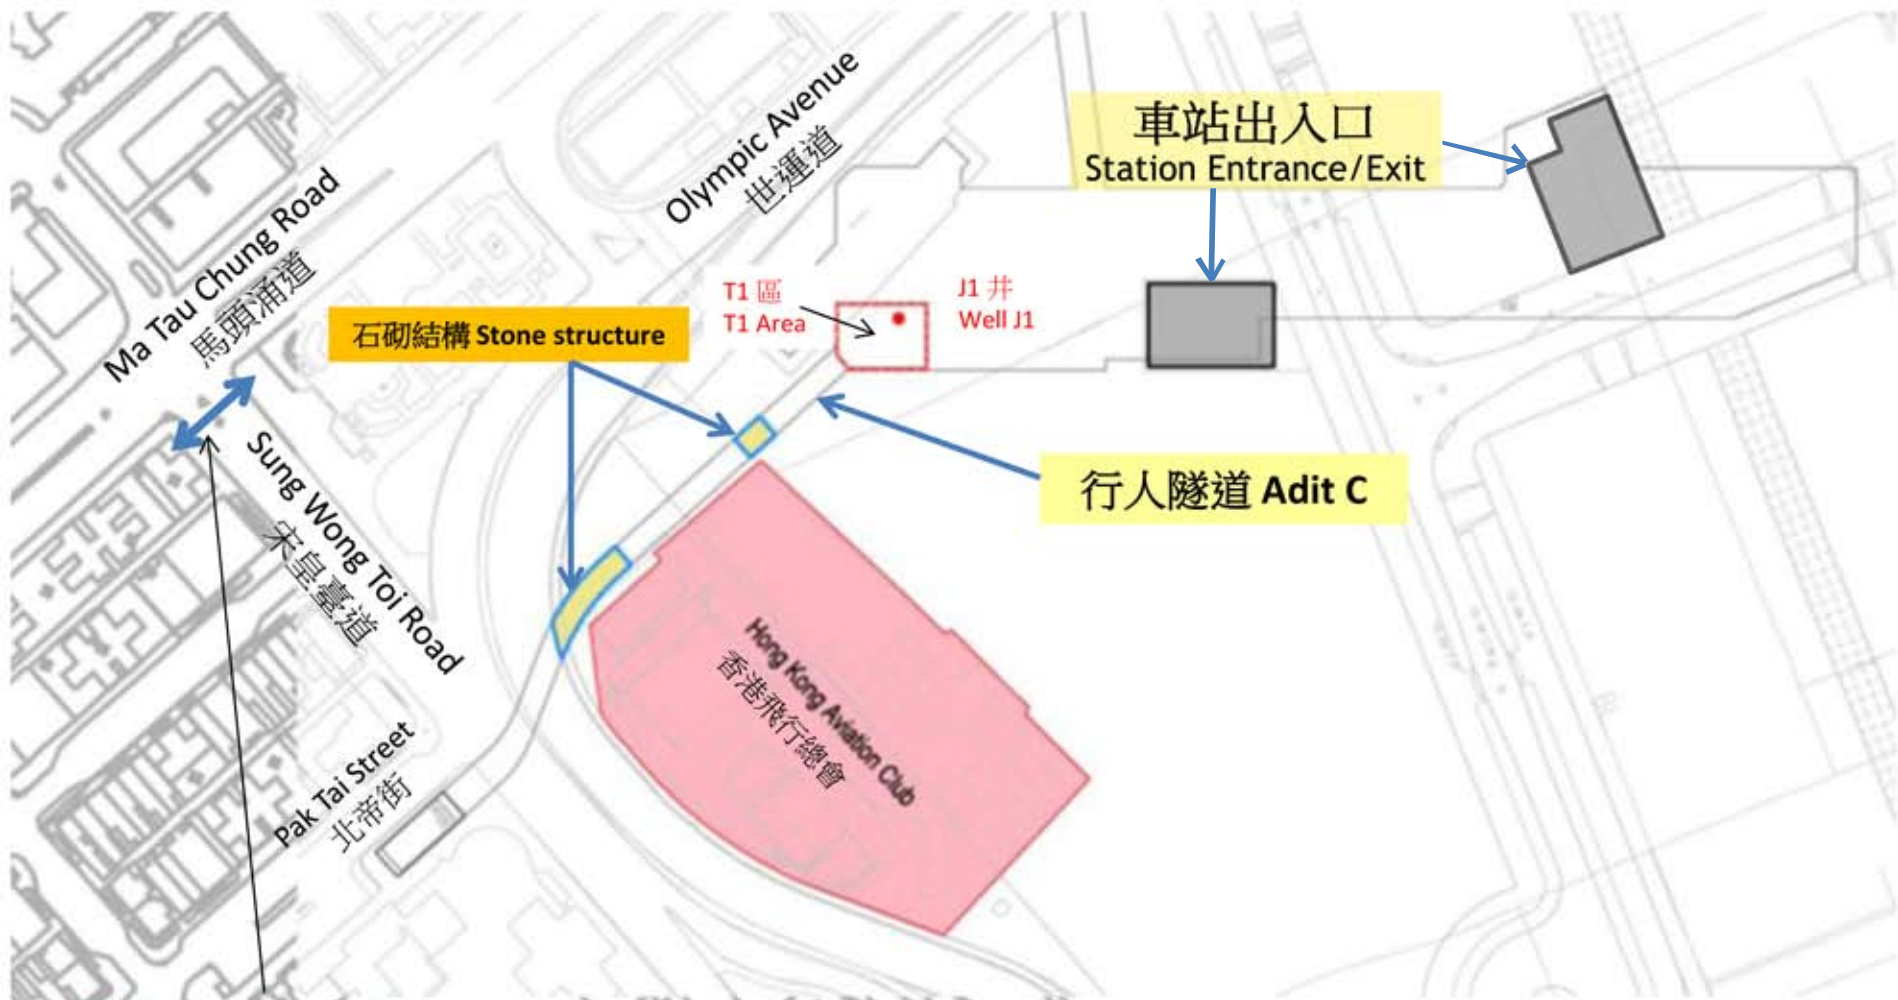 Olympic Avenue
世運道
車站出入口
Station Entrance/Exit
Ma Tau Chung Road
馬頭涌道
T1 區
T1 Area
J1 井
Well J1
石砌結構 Stone structure
行人隧道 Adit C
Sung Wong Toi Road
宋皇臺道
Hong Kong Aviation Club
香港飛行總會
Pak Tai Street
北帝街